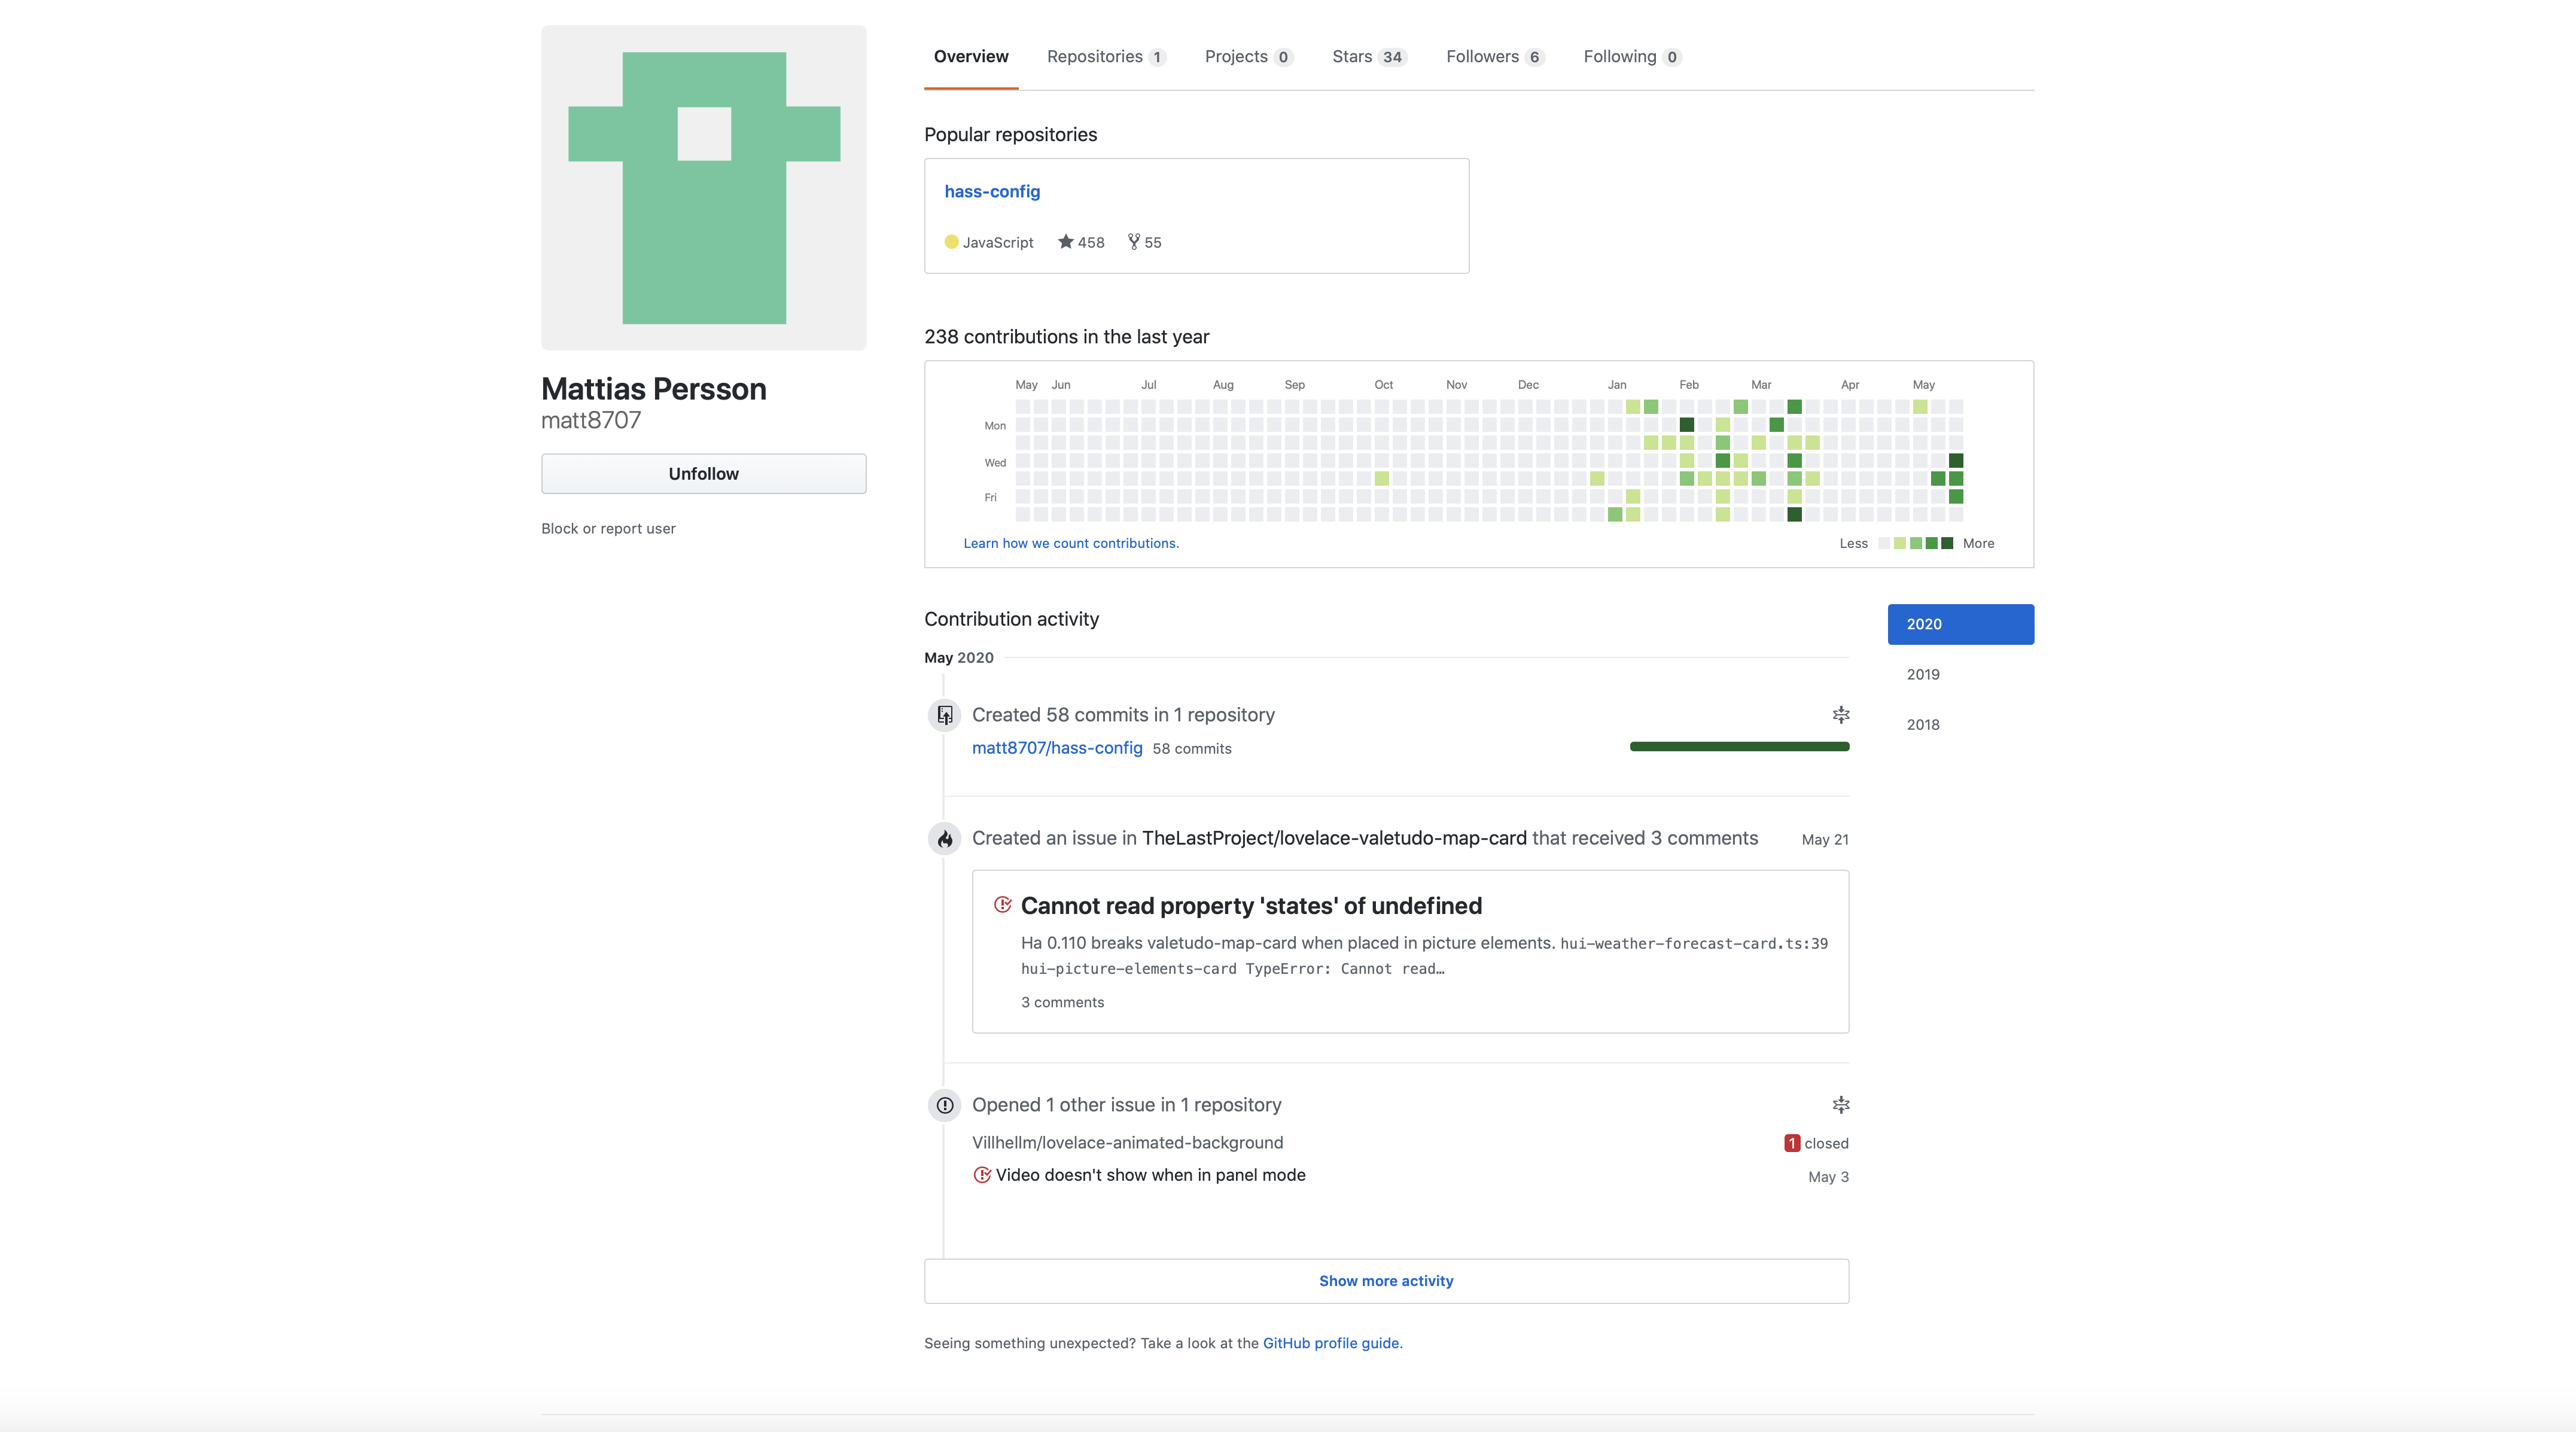 Overview Repositories 1 Projects 0 Stars 34 Followers 6 Following 0
Popular repositories
hass-config
JavaScript 458 55
Mattias Persson
matt8707
Unfollow
Block or report user
238 contributions in the last year
May Jun Jul Aug Sep Oct Nov Dec Jan Feb Mar Apr May
Mon
Wed
Fri
Learn how we count contributions.
Less More
Contribution activity
2020
2019
2018
May 2020
Created 58 commits in 1 repository
matt8707/hass-config 58 commits
Created an issue in TheLastProject/lovelace-valetudo-map-card that received 3 comments May 21
Cannot read property 'states' of undefined
Ha 0.110 breaks valetudo-map-card when placed in picture elements. hui-weather-forecast-card.ts:39
hui-picture-elements-card TypeError: Cannot read…
3 comments
Opened 1 other issue in 1 repository
Villhellm/lovelace-animated-background 1 closed
Video doesn't show when in panel mode May 3
Show more activity
Seeing something unexpected? Take a look at the GitHub profile guide.